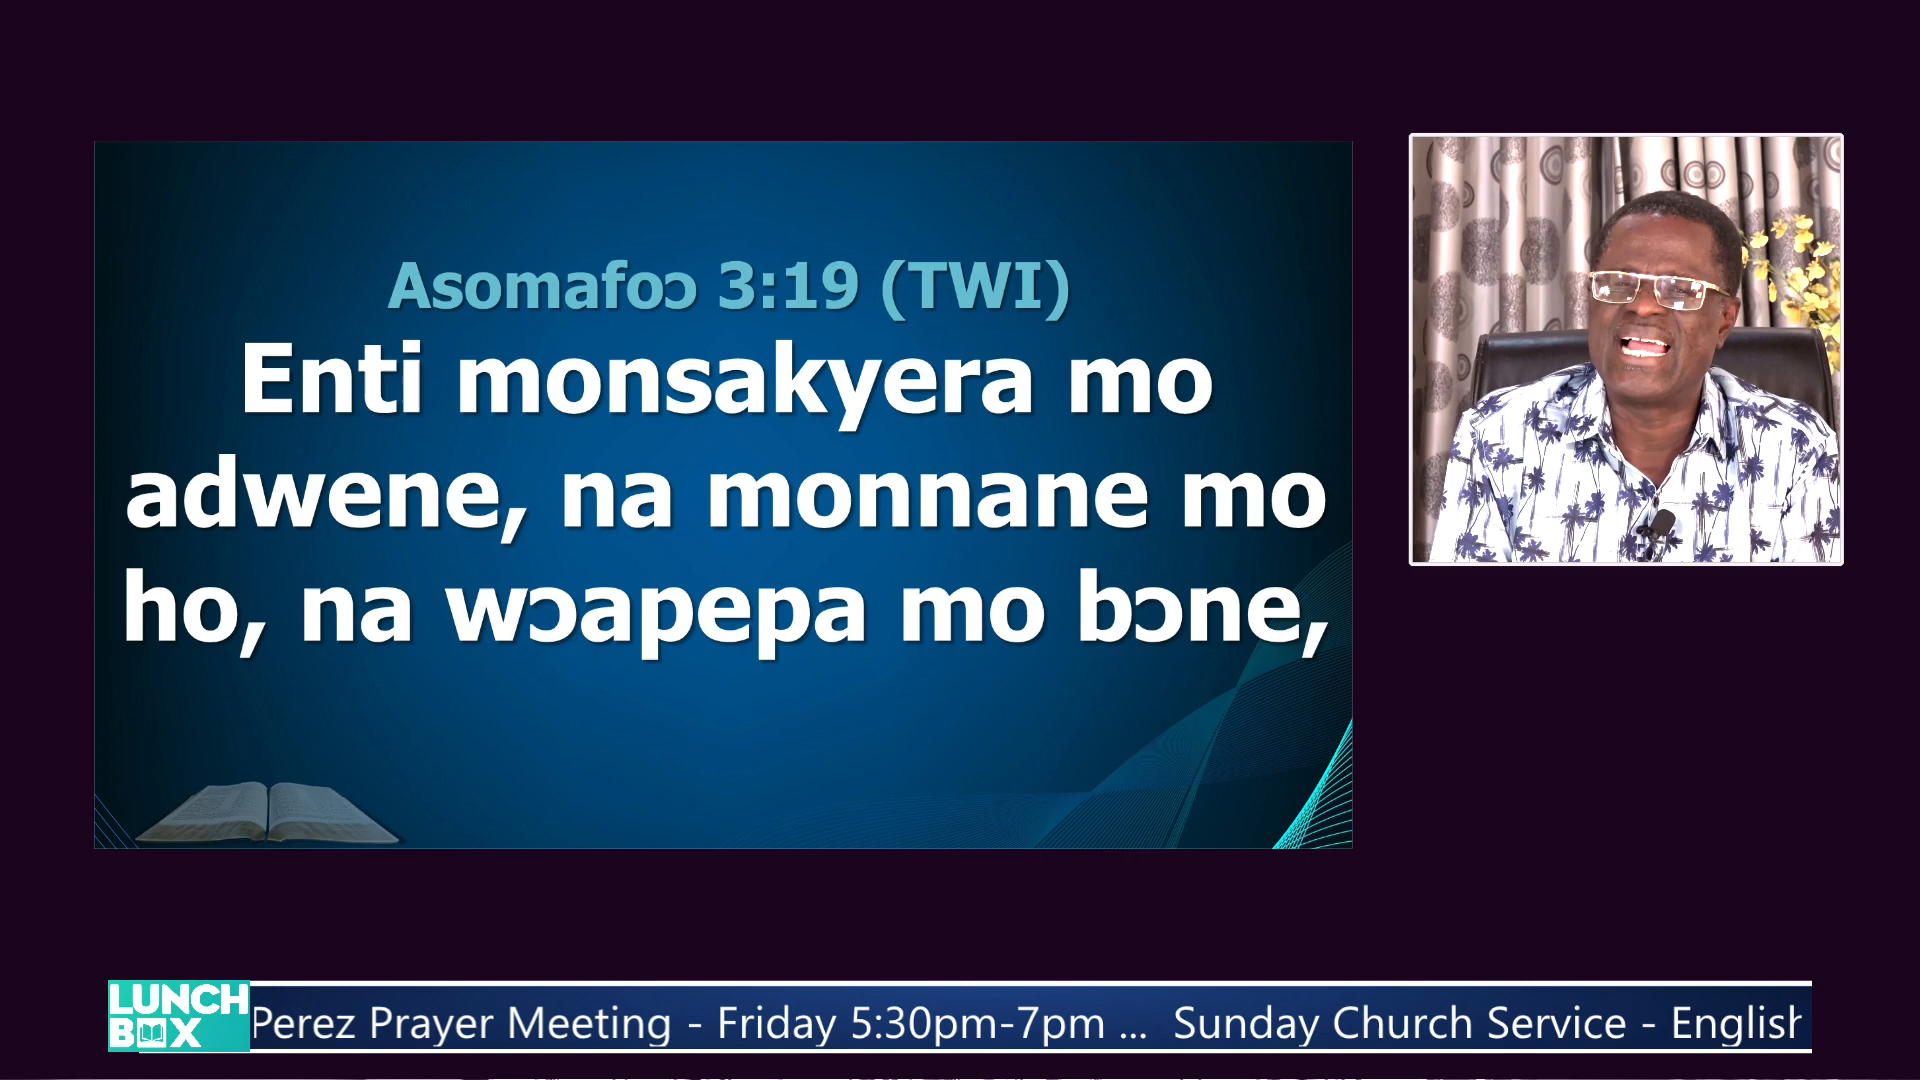 Asomafoɔ 3:19 (TWI)
Enti monsakyera mo
adwene, na monnane mo
ho, na wɔapepa mo bɔne,
LUNCH
BOX
Perez Prayer Meeting - Friday 5:30pm-7pm ... Sunday Church Service - English